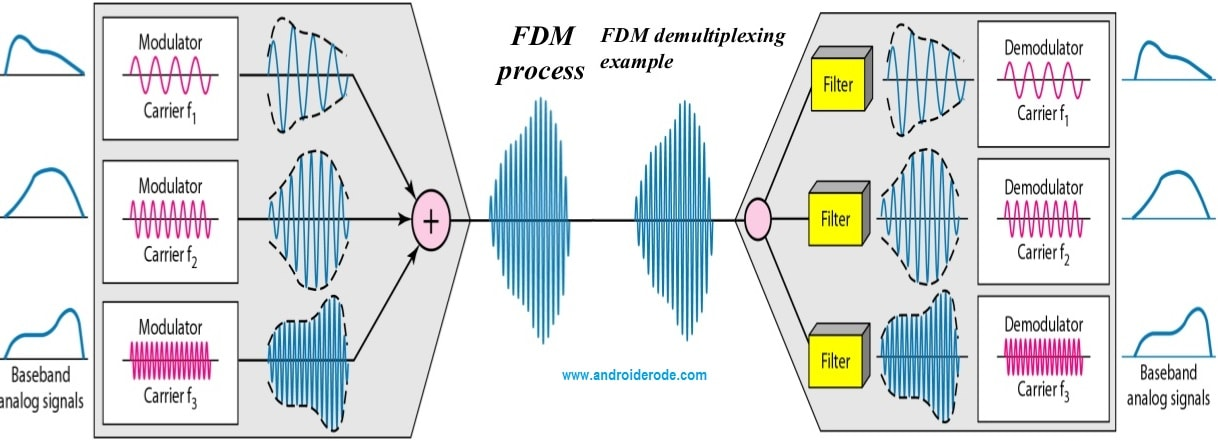 FDM
process
FDM demultiplexing
example
Modulator
Carrier f1
Modulator
Carrier f2
Modulator
Carrier f3
Baseband
analog signals
+
www.androiderode.com
Filter
Filter
Filter
Demodulator
Carrier f1
Demodulator
Carrier f2
Demodulator
Carrier f3
Baseband
analog signals